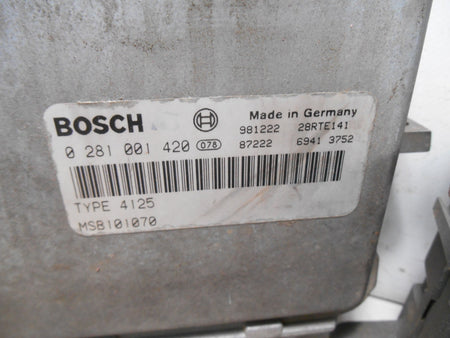 BOSCH
Made in Germany
981222 28RTE141
0 281 001 420 078 87222 6941 3752
TYPE 4125
MSB101070